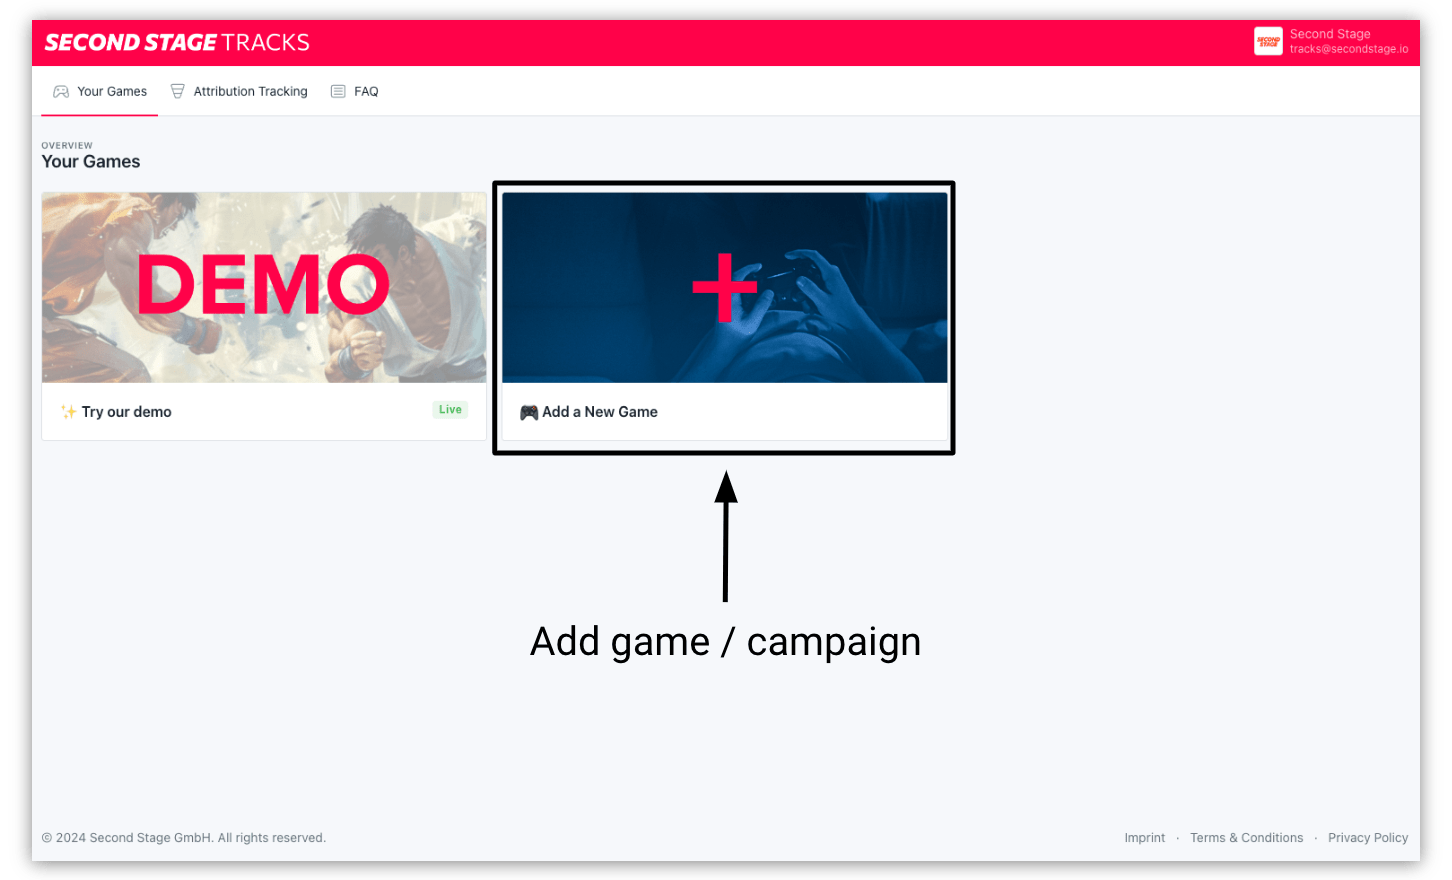 SECOND STAGE TRACKS
SECOND STAGE
Second Stage
tracks@secondstage.io
Your Games
Attribution Tracking
FAQ
OVERVIEW
Your Games
DEMO
+
✨ Try our demo
Live
🎮 Add a New Game
Add game / campaign
© 2024 Second Stage GmbH. All rights reserved.
Imprint · Terms & Conditions · Privacy Policy